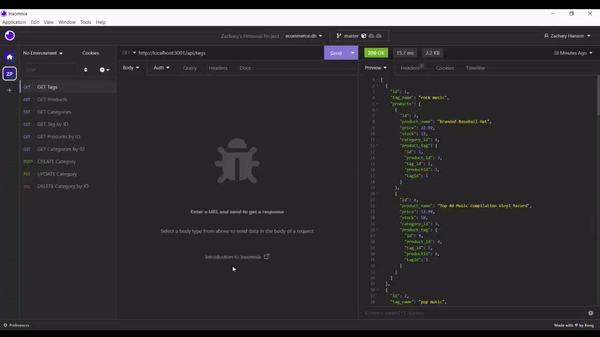 Insomnia
Application Edit View Window Tools Help
Zachary's Personal Project / ecommerce.db master
Zachary Hanson
No Environment Cookies
GET http://localhost:3001/api/tags Send
200 OK 15.7 ms 2.2 KB 38 Minutes Ago
Body Auth Query Headers Docs
Preview Headers Cookies Timeline
ZP
GET GET Tags
GET GET Products
GET GET Categories
GET GET Tag by ID
GET GET Products by ID
GET GET Categories by ID
POST CREATE Category
PUT UPDATE Category
DEL DELETE Category by ID
Enter a URL and send to get a response
Select a body type from above to send data in the body of a request
Introduction to Insomnia
"id": 1,
"tag_name": "rock music",
"products": [
"product_name": "Branded Baseball Hat",
"price": 22.99,
"stock": 12,
"category_id": 4,
"product_tag": {
"id": 5,
"product_id": 3,
"tag_id": 1,
"productId": 3,
"tagId": 1
"id": 4,
"product_name": "Top 40 Music Compilation Vinyl Record",
"price": 12.99,
"stock": 50,
"category_id": 3,
"product_tag": {
"id": 9,
"product_id": 4,
"tag_id": 1,
"productId": 4,
"tagId": 1
"id": 2,
"tag_name": "pop music",
Preferences
Made with ♥ by Kong